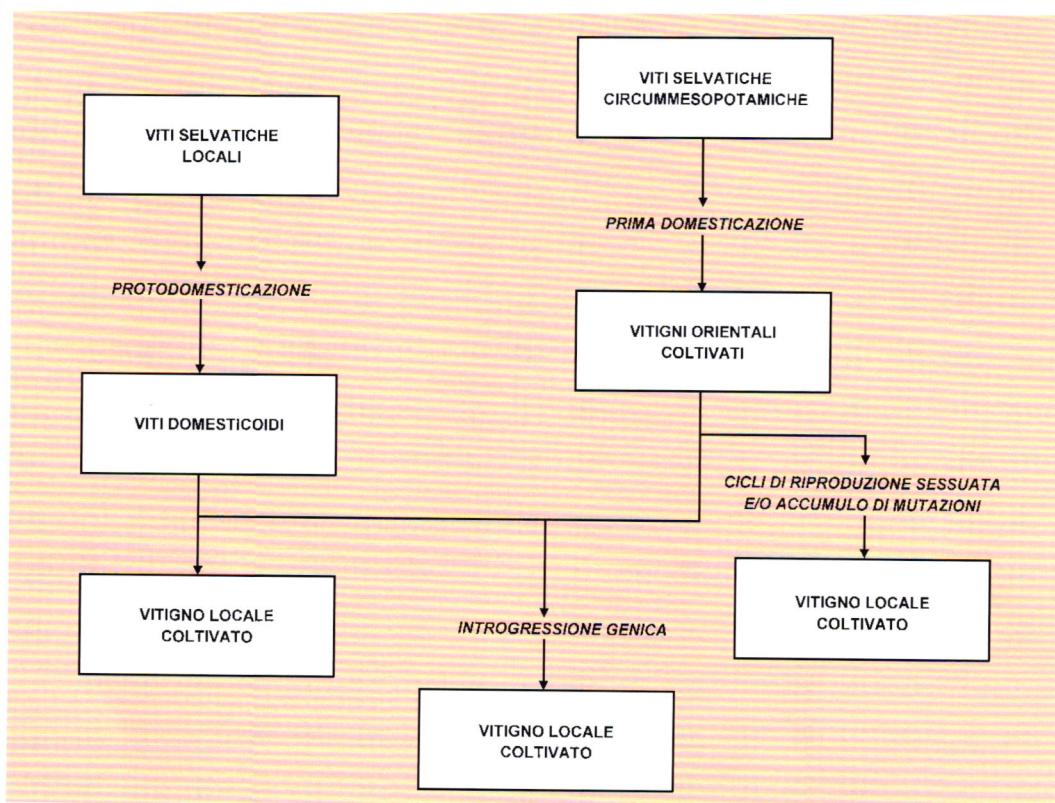 VITI SELVATICHE
LOCALI
VITI SELVATICHE
CIRCUMMESOPOTAMICHE
PROTODOMESTICAZIONE
PRIMA DOMESTICAZIONE
VITI DOMESTICOIDI
VITIGNI ORIENTALI
COLTIVATI
CICLI DI RIPRODUZIONE SESSUATA
E/O ACCUMULO DI MUTAZIONI
VITIGNO LOCALE
COLTIVATO
INTROGRESSIONE GENICA
VITIGNO LOCALE
COLTIVATO
VITIGNO LOCALE
COLTIVATO